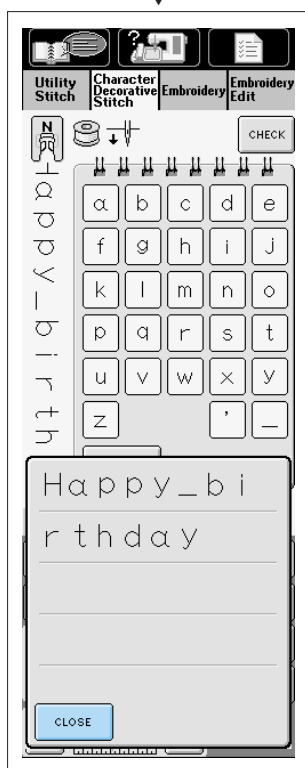 ?
Utility Stitch
Character Decorative Stitch
Embroidery
Embroidery Edit
N
CHECK
Happy_birth
a b c d e
f g h i j
k l m n o
p q r s t
u v w x y
z ' _
Happy_bi
rthday
CLOSE